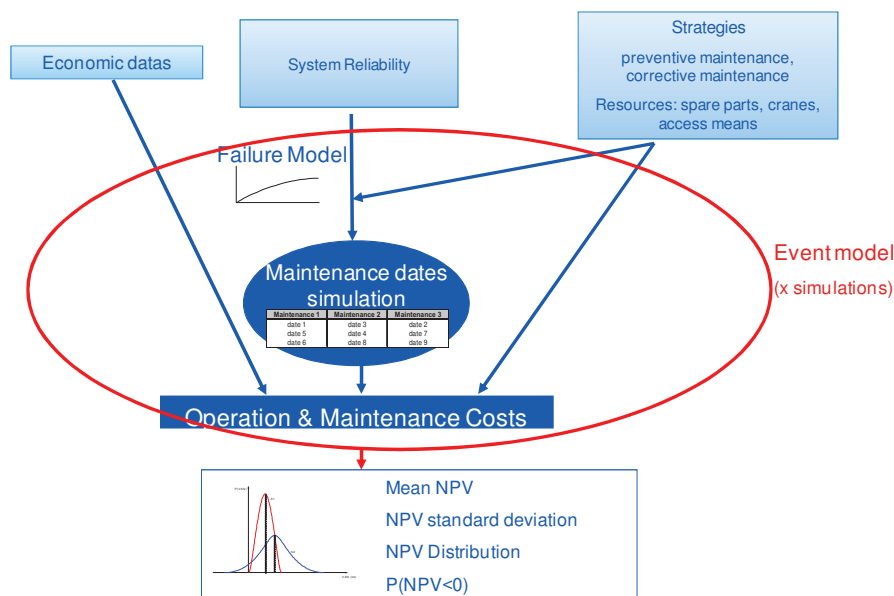 Economic datas
System Reliability
Strategies
preventive maintenance,
corrective maintenance
Resources: spare parts, cranes,
access means
Failure Model
Event model
(x simulations)
Maintenance dates
simulation
Maintenance 1 Maintenance 2 Maintenance 3
date 1 date 3 date 2
date 5 date 4 date 7
date 6 date 8 date 9
Operation & Maintenance Costs
Mean NPV
NPV standard deviation
NPV Distribution
P(NPV<0)